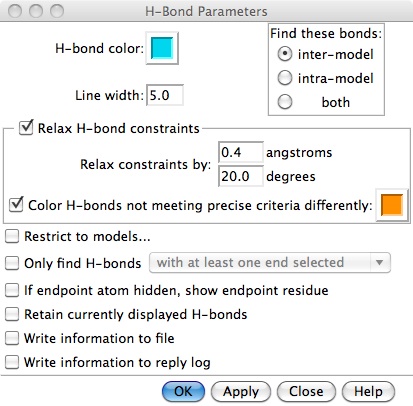 H-Bond Parameters
H-bond color:
Find these bonds:
inter-model
intra-model
both
Line width: 5.0
Relax H-bond constraints
Relax constraints by:
0.4 angstroms
20.0 degrees
Color H-bonds not meeting precise criteria differently:
Restrict to models...
Only find H-bonds with at least one end selected
If endpoint atom hidden, show endpoint residue
Retain currently displayed H-bonds
Write information to file
Write information to reply log
OK Apply Close Help